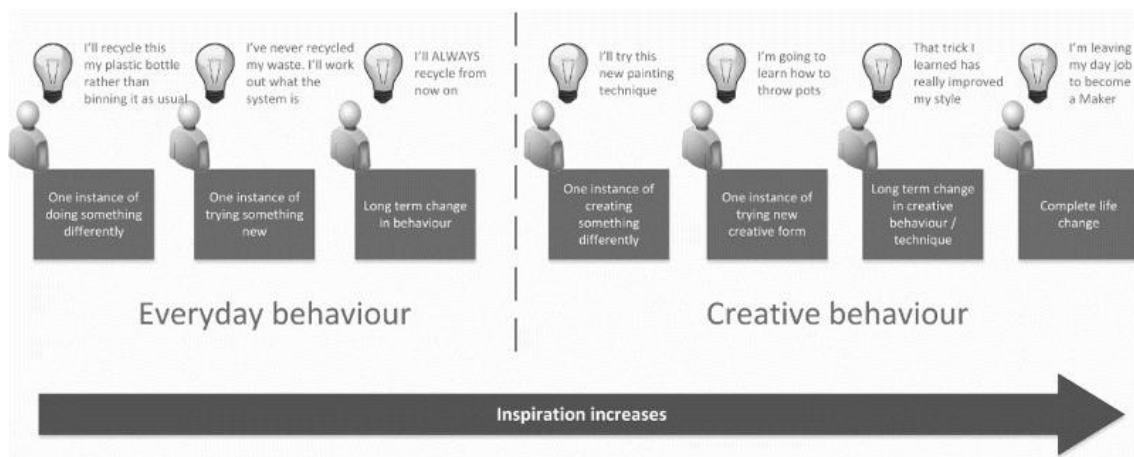 I'll recycle this
my plastic bottle
rather than
binning it as usual
I've never recycled
my waste. I'll work
out what the
system is
I'll ALWAYS
recycle from
now on
I'll try this
new painting
technique
I'm going to
learn how to
throw pots
That trick I
learned has
really improved
my style
I'm leaving
my day job
to become
a Maker
One instance of
doing something
differently
One instance of
trying something
new
Long term change
in behaviour
One instance of
creating
something
differently
One instance of
trying new
creative form
Long term change
in creative
behaviour /
technique
Complete life
change
Everyday behaviour
Creative behaviour
Inspiration increases